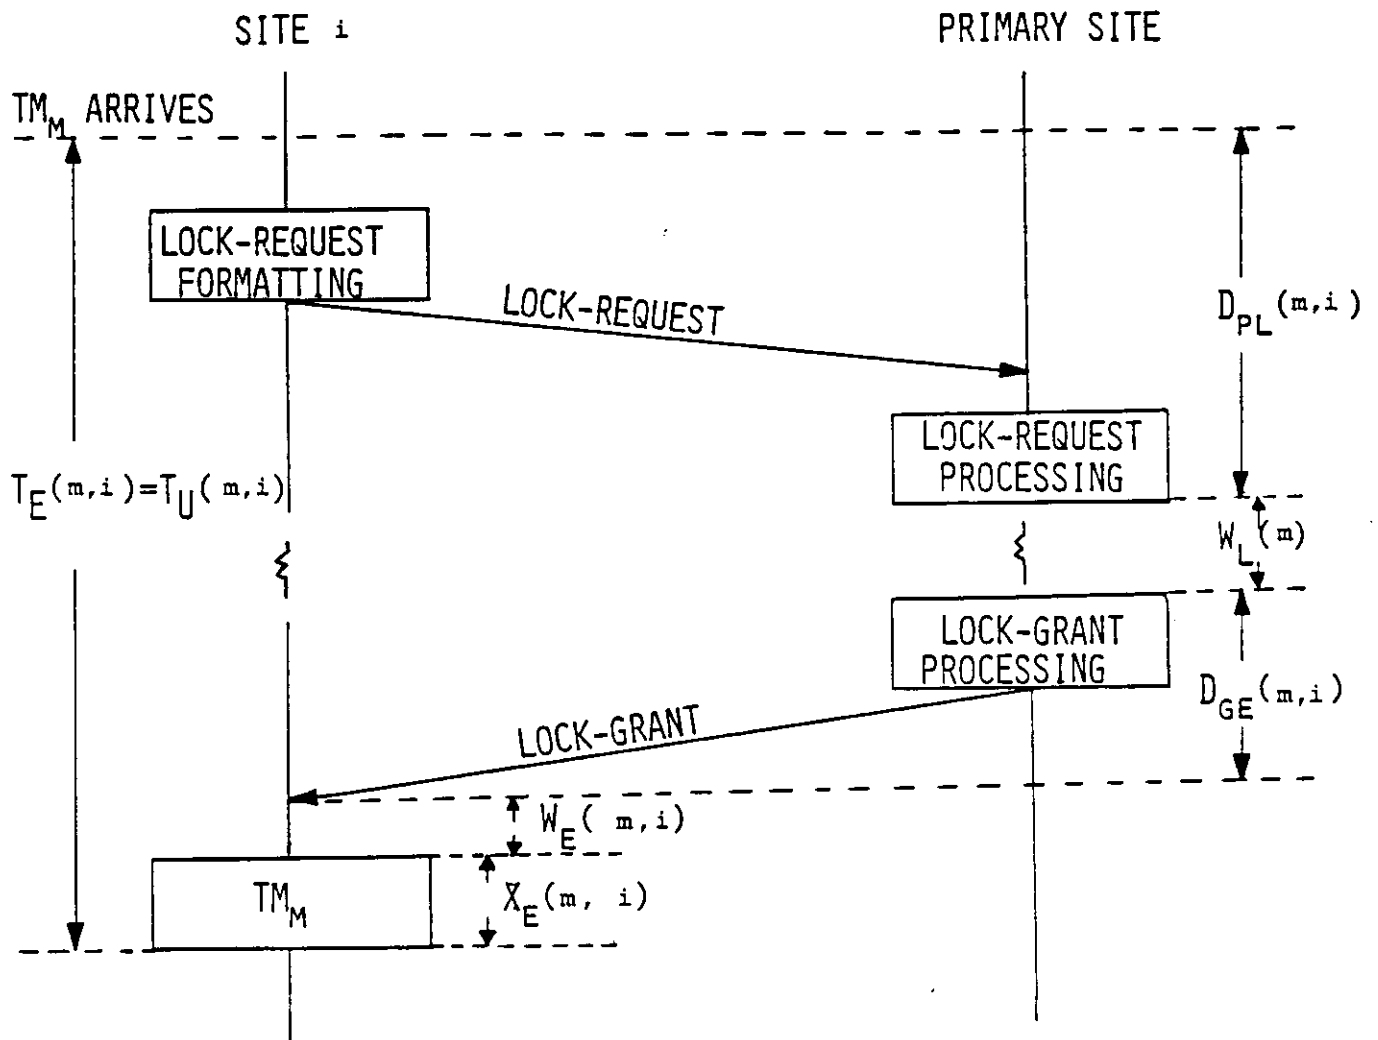 SITE i
PRIMARY SITE
TM_M ARRIVES
LOCK-REQUEST
FORMATTING
LOCK-REQUEST
D_PL(m,i)
LOCK-REQUEST
PROCESSING
T_E(m,i)=T_U(m,i)
W_L(m)
LOCK-GRANT
PROCESSING
D_GE(m,i)
LOCK-GRANT
W_E(m,i)
TM_M
X_E(m, i)